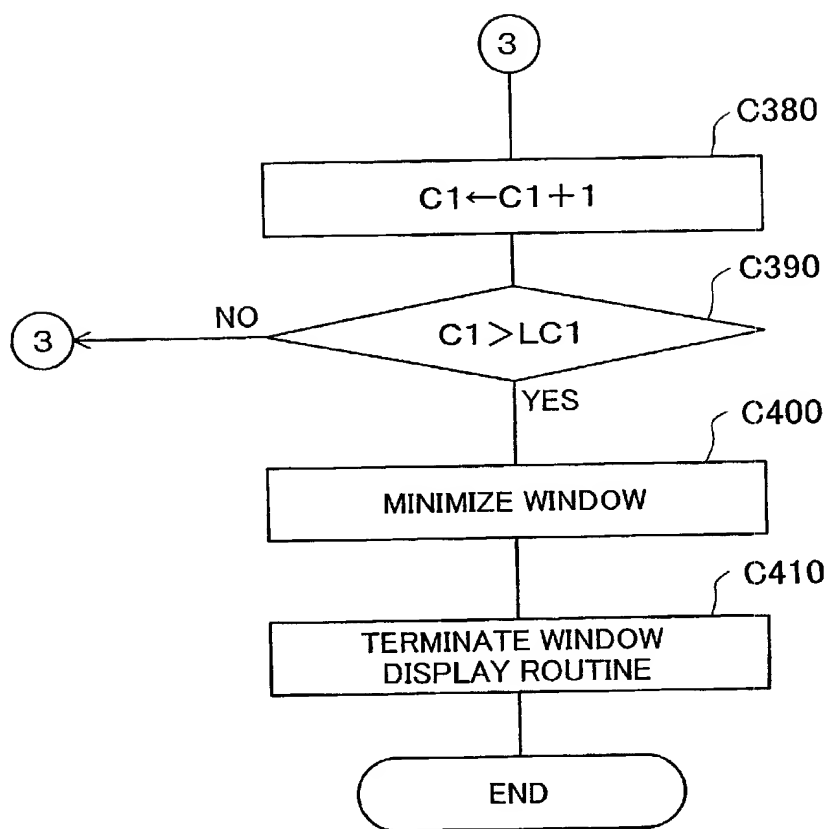 3
C380
C1←C1+1
C390
NO
3
C1>LC1
YES
C400
MINIMIZE WINDOW
C410
TERMINATE WINDOW
DISPLAY ROUTINE
END